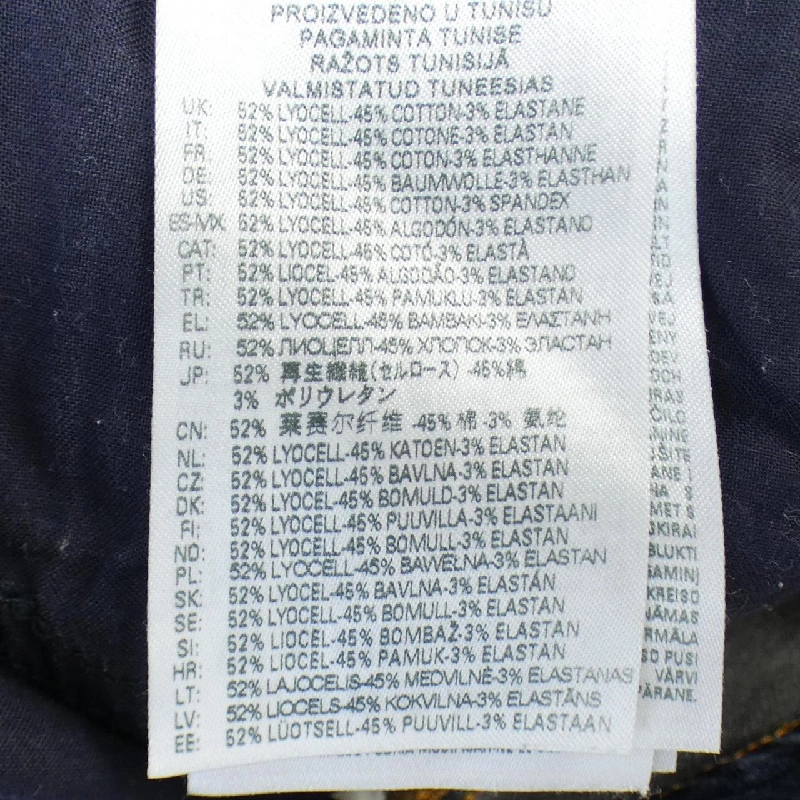 PROIZVEDENO U TUNISU
PAGAMINTA TUNISE
RAŽOTS TUNISIJĀ
VALMISTATUD TUNEESIAS
UK: 52% LYOCELL-45% COTTON-3% ELASTANE
IT: 52% LYOCELL-45% COTONE-3% ELASTAN
FR: 52% LYOCELL-45% COTON-3% ELASTHANNE
DE: 52% LYOCELL-45% BAUMWOLLE-3% ELASTHAN
US: 52% LYOCELL-45% COTTON-3% SPANDEX
ES-MX: 52% LYOCELL-45% ALGODÓN-3% ELASTANO
CAT: 52% LYOCELL-45% COTÓ-3% ELASTÀ
PT: 52% LIOCEL-45% ALGODÃO-3% ELASTANO
TR: 52% LYOCELL-45% PAMUKLU-3% ELASTAN
EL: 52% LYOCELL-45% BAMBAKI-3% ΕΛΑΣΤΑΝΗ
RU: 52% ЛИОЦЕЛЛ-45% ХЛОПОК-3% ЭЛАСТАН
JP: 52% 再生繊維(セルロース) -45%綿
3% ポリウレタン
CN: 52% 莱赛尔纤维 -45% 棉 -3% 氨纶
NL: 52% LYOCELL-45% KATOEN-3% ELASTAN
CZ: 52% LYOCELL-45% BAVLNA-3% ELASTAN
DK: 52% LYOCELL-45% BOMULD-3% ELASTAN
FI: 52% LYOCELL-45% PUUVILLA-3% ELASTAANI
NO: 52% LYOCELL-45% BOMULL-3% ELASTAN
PL: 52% LYOCELL-45% BAWEŁNA-3% ELASTAN
SK: 52% LYOCELL-45% BAVLNA-3% ELASTÁN
SE: 52% LYOCELL-45% BOMULL-3% ELASTAN
SI: 52% LIOCEL-45% BOMBAŽ-3% ELASTAN
HR: 52% LIOCEL-45% PAMUK-3% ELASTAN
LT: 52% LAJOCELIS-45% MEDVILNĖ-3% ELASTANAS
LV: 52% LIOCELS-45% KOKVILNA-3% ELASTĀNS
EE: 52% LÜOTSELL-45% PUUVILL-3% ELASTAAN